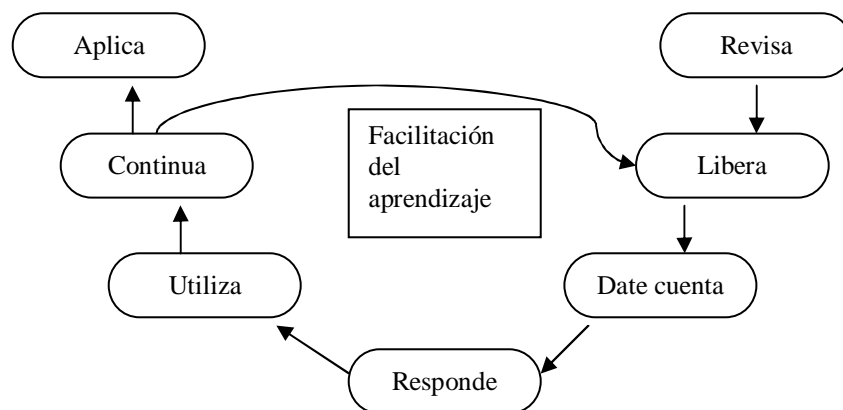 Aplica
Revisa
Facilitación
del
aprendizaje
Continua
Libera
Utiliza
Date cuenta
Responde